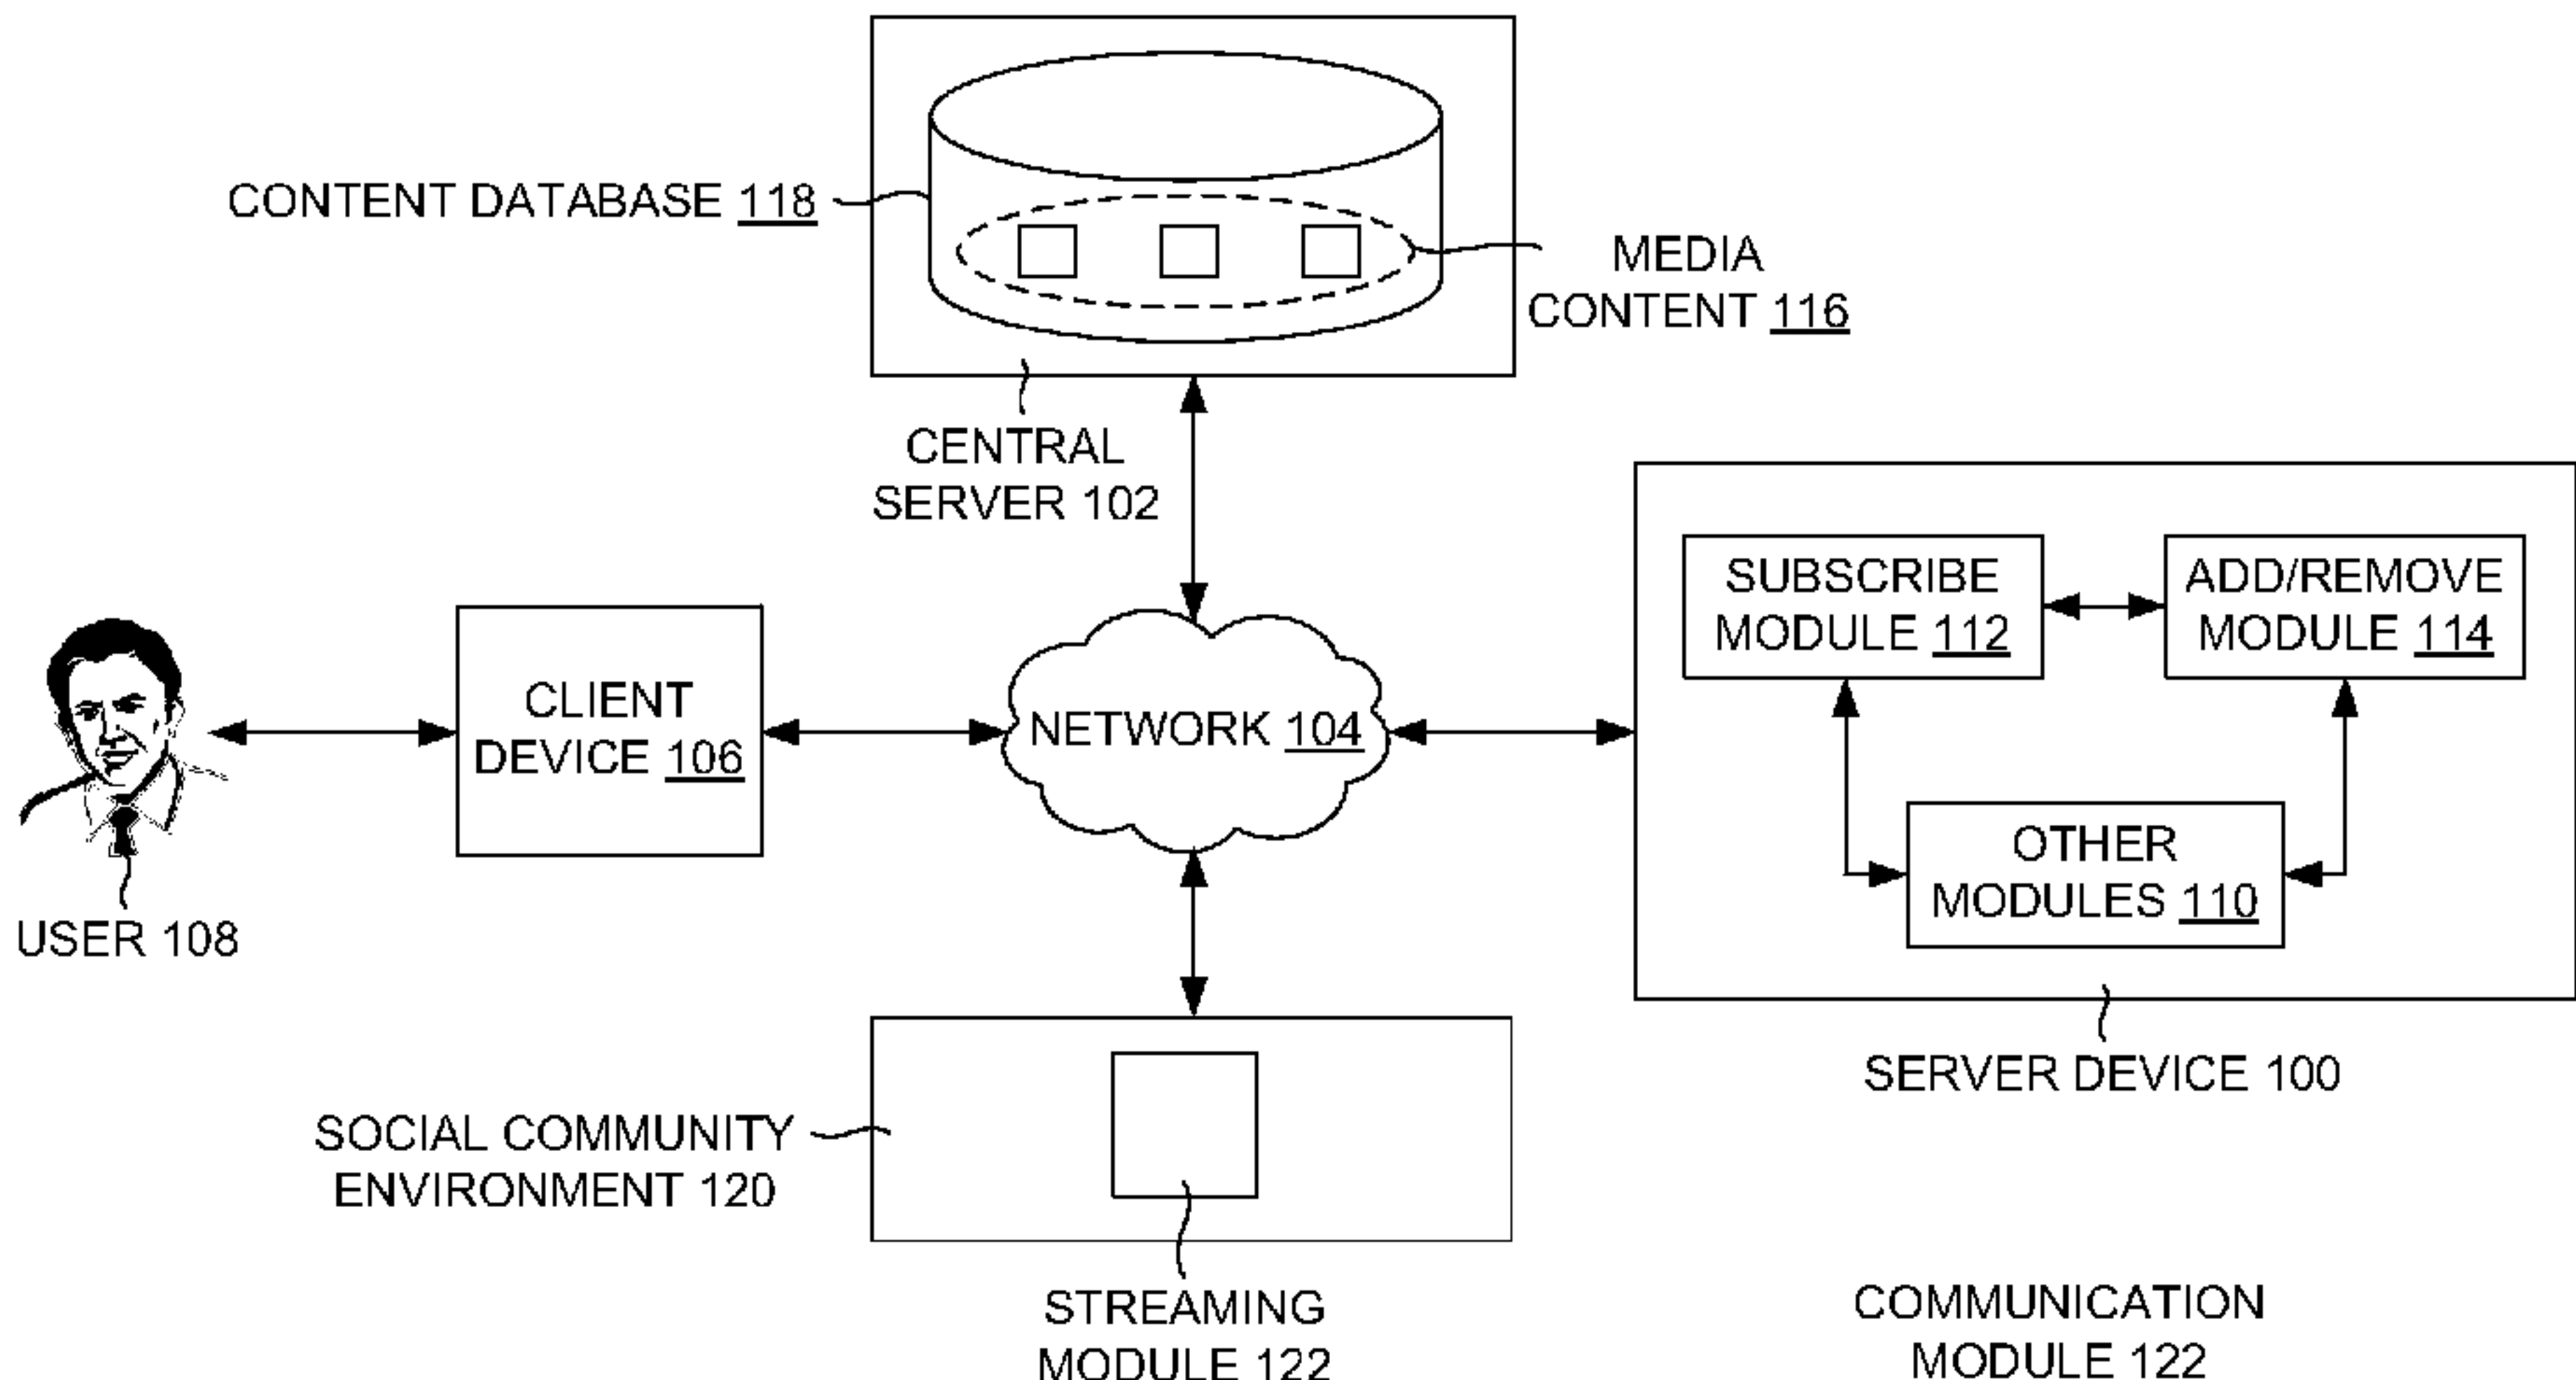 CONTENT DATABASE 118
MEDIA
CONTENT 116
CENTRAL
SERVER 102
SUBSCRIBE
MODULE 112
ADD/REMOVE
MODULE 114
CLIENT
DEVICE 106
NETWORK 104
OTHER
MODULES 110
USER 108
SERVER DEVICE 100
SOCIAL COMMUNITY
ENVIRONMENT 120
STREAMING
MODULE 122
COMMUNICATION
MODULE 122